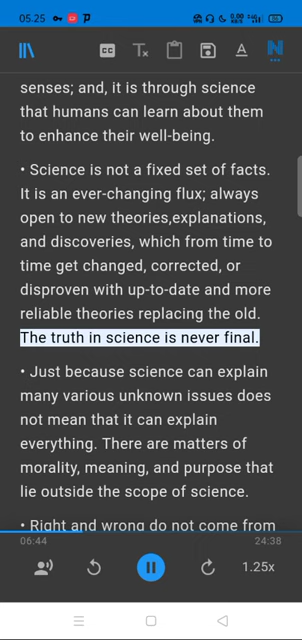 05.25
0,00
KB/S
CC
senses; and, it is through science
that humans can learn about them
to enhance their well-being.
• Science is not a fixed set of facts.
It is an ever-changing flux; always
open to new theories,explanations,
and discoveries, which from time to
time get changed, corrected, or
disproven with up-to-date and more
reliable theories replacing the old.
The truth in science is never final.
• Just because science can explain
many various unknown issues does
not mean that it can explain
everything. There are matters of
morality, meaning, and purpose that
lie outside the scope of science.
• Right and wrong do not come from
06:44
24:38
1.25x